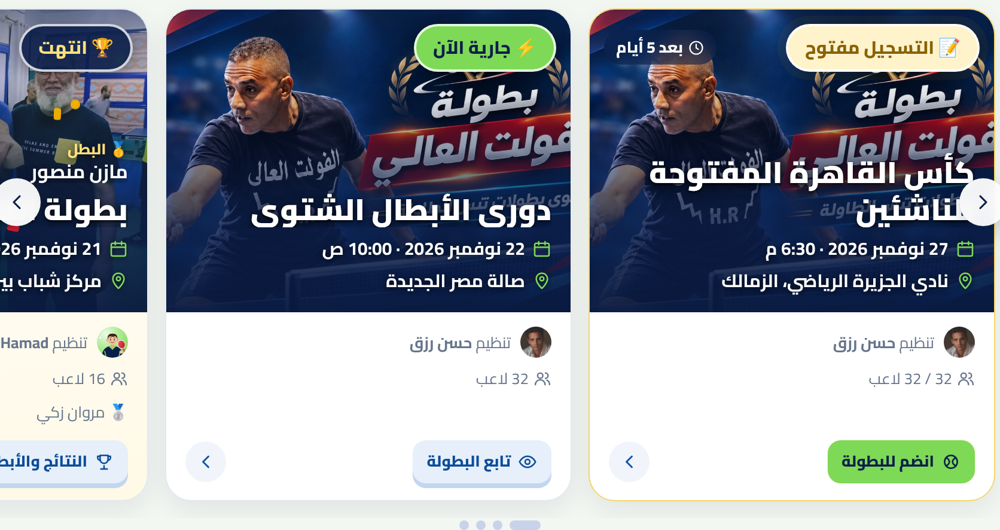 التسجيل مفتوح
بعد 5 أيام
بطولة
الفولت العالي
H.R
كأس القاهرة المفتوحة
للناشئين
27 نوفمبر 2026 · 6:30 م
نادي الجزيرة الرياضي، الزمالك
تنظيم حسن رزق
32 / 32 لاعب
انضم للبطولة
جارية الآن
بطولة
الفولت العالي
الفولت العالي
دورى الأبطال الشتوى
22 نوفمبر 2026 · 10:00 ص
صالة مصر الجديدة
تنظيم حسن رزق
32 لاعب
تابع البطولة
انتهت
البطل
مازن منصور
بطولة
21 نوفمبر 26
مركز شباب
تنظيم Hamad
16 لاعب
مروان زكي
النتائج